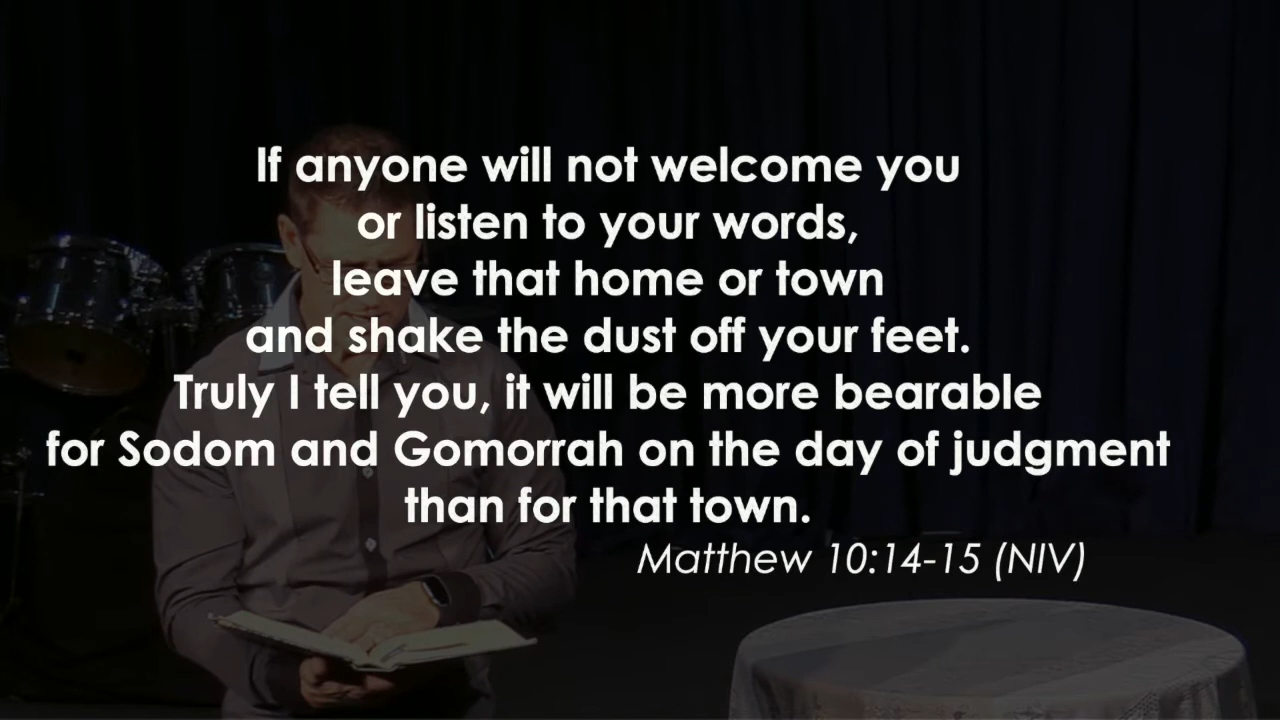 If anyone will not welcome you
or listen to your words,
leave that home or town
and shake the dust off your feet.
Truly I tell you, it will be more bearable
for Sodom and Gomorrah on the day of judgment
than for that town.
Matthew 10:14-15 (NIV)